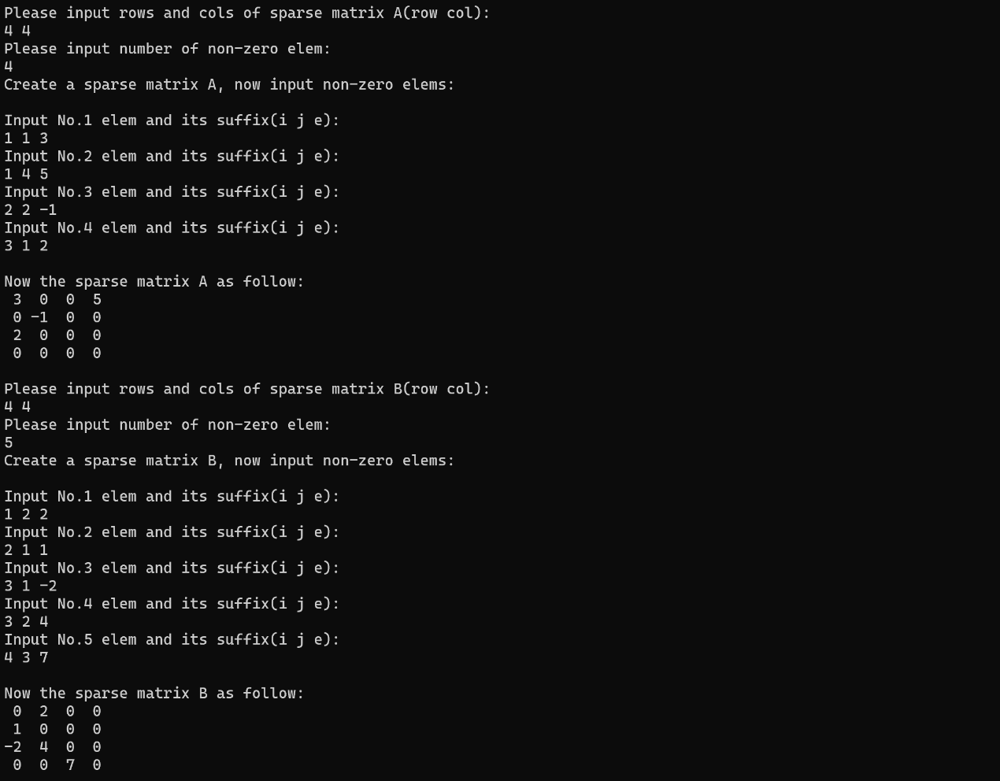 Please input rows and cols of sparse matrix A(row col):
4 4
Please input number of non-zero elem:
4
Create a sparse matrix A, now input non-zero elems:

Input No.1 elem and its suffix(i j e):
1 1 3
Input No.2 elem and its suffix(i j e):
1 4 5
Input No.3 elem and its suffix(i j e):
2 2 -1
Input No.4 elem and its suffix(i j e):
3 1 2

Now the sparse matrix A as follow:
 3  0  0  5
 0 -1  0  0
 2  0  0  0
 0  0  0  0

Please input rows and cols of sparse matrix B(row col):
4 4
Please input number of non-zero elem:
5
Create a sparse matrix B, now input non-zero elems:

Input No.1 elem and its suffix(i j e):
1 2 2
Input No.2 elem and its suffix(i j e):
2 1 1
Input No.3 elem and its suffix(i j e):
3 1 -2
Input No.4 elem and its suffix(i j e):
3 2 4
Input No.5 elem and its suffix(i j e):
4 3 7

Now the sparse matrix B as follow:
 0  2  0  0
 1  0  0  0
-2  4  0  0
 0  0  7  0